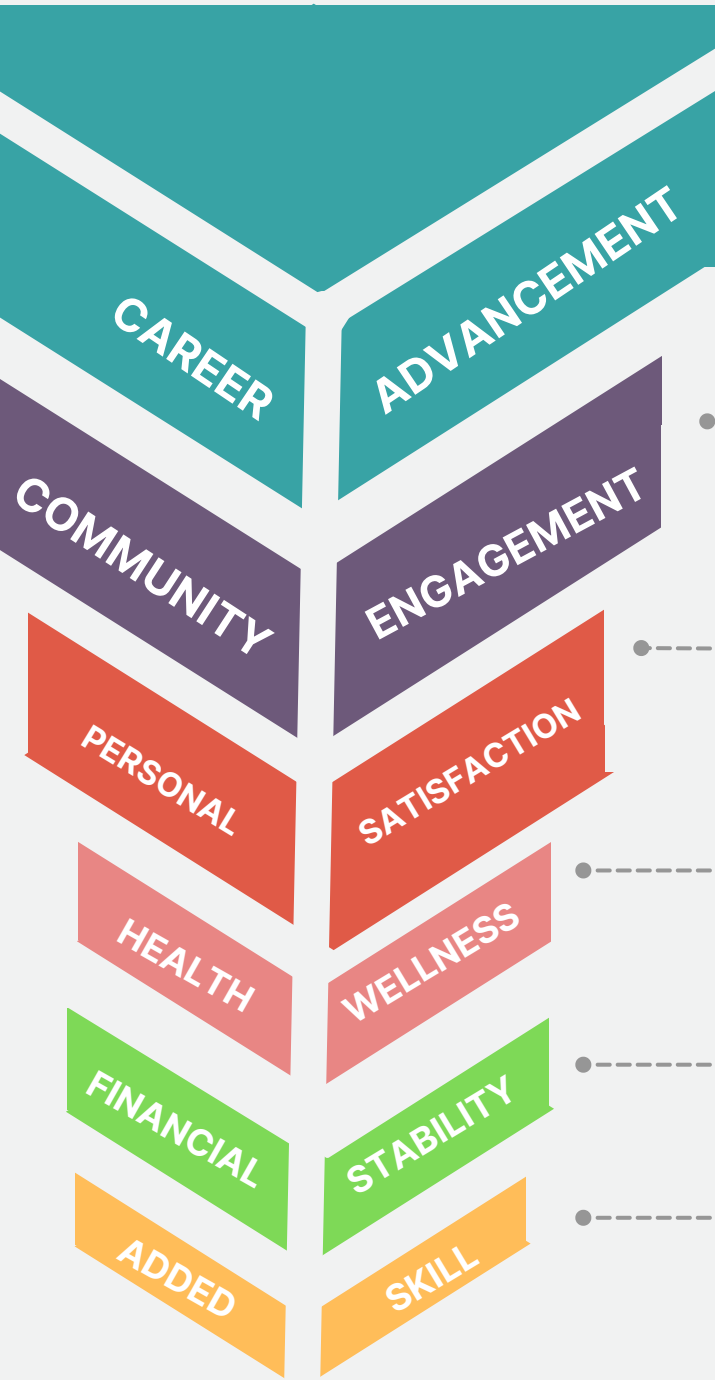 CAREER ADVANCEMENT
COMMUNITY ENGAGEMENT
PERSONAL SATISFACTION
HEALTH WELLNESS
FINANCIAL STABILITY
ADDED SKILL